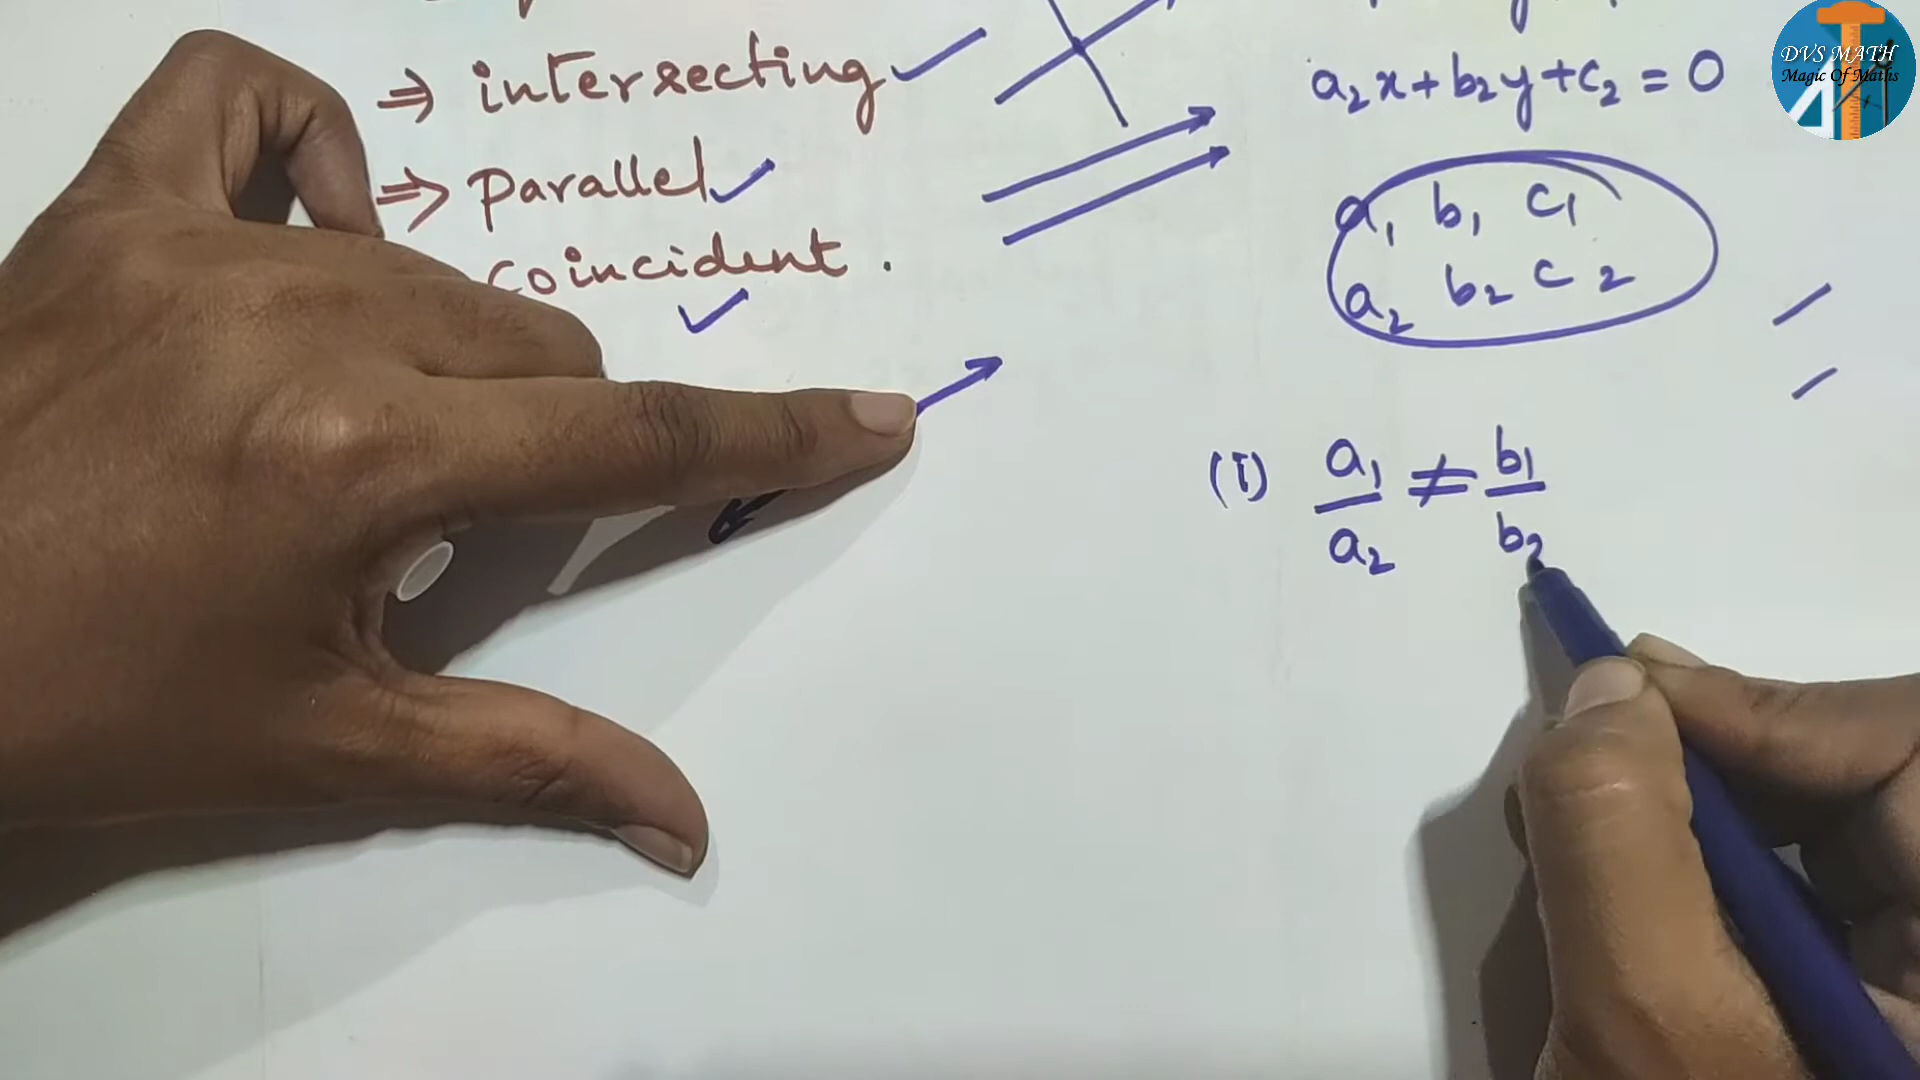 ⇒ intersecting ✓
⇒ parallel ✓
coincident .
✓
a₂x + b₂y + c₂ = 0
a₁ b₁ c₁
a₂ b₂ c₂
(I) a₁/a₂ ≠ b₁/b₂
DVS MATH
Magic Of Maths